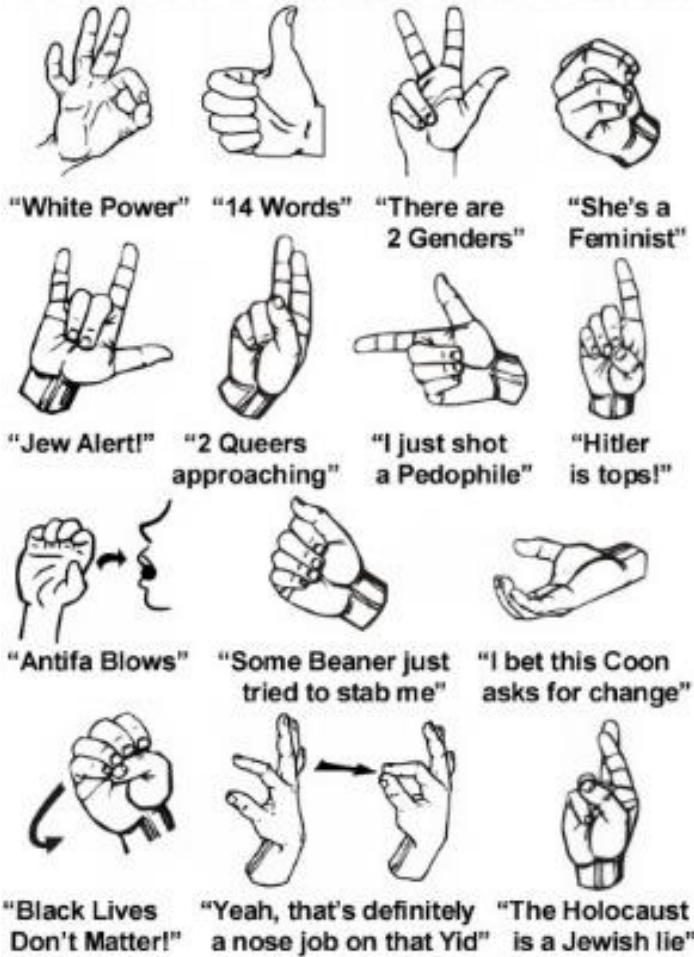 "White Power" "14 Words" "There are "She's a
2 Genders" Feminist"
"Jew Alert!" "2 Queers "I just shot "Hitler
approaching" a Pedophile" is tops!"
"Antifa Blows" "Some Beaner just "I bet this Coon
tried to stab me" asks for change"
"Black Lives "Yeah, that's definitely "The Holocaust
Don't Matter!" a nose job on that Yid" is a Jewish lie"